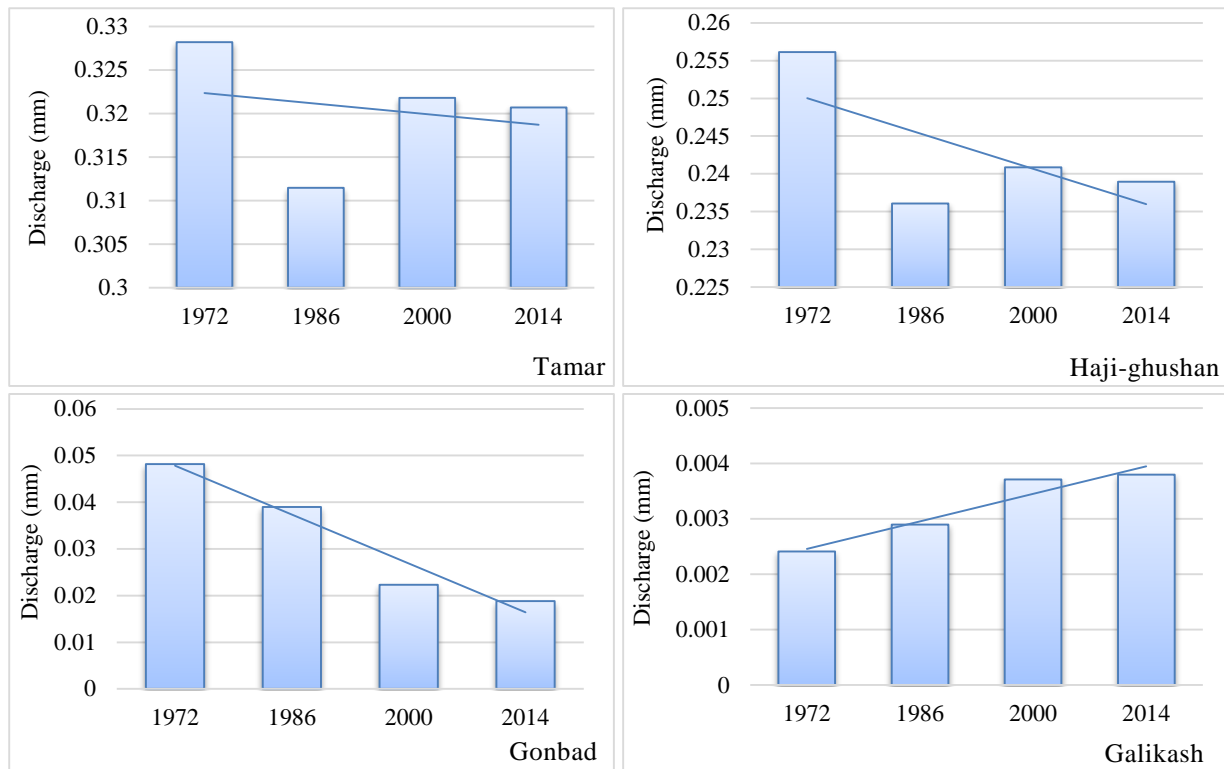 Discharge (mm)
0.33
0.325
0.32
0.315
0.31
0.305
0.3
1972 1986 2000 2014
Tamar
Discharge (mm)
0.26
0.255
0.25
0.245
0.24
0.235
0.23
0.225
1972 1986 2000 2014
Haji-ghushan
Discharge (mm)
0.06
0.05
0.04
0.03
0.02
0.01
0
1972 1986 2000 2014
Gonbad
Discharge (mm)
0.005
0.004
0.003
0.002
0.001
0
1972 1986 2000 2014
Galikash